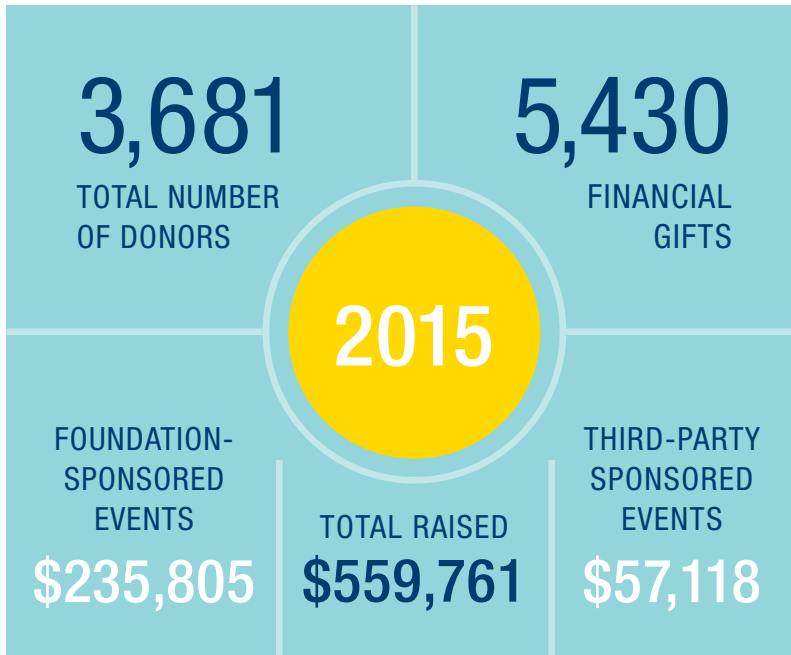 3,681
TOTAL NUMBER
OF DONORS
5,430
FINANCIAL
GIFTS
2015
FOUNDATION-
SPONSORED
EVENTS
$235,805
TOTAL RAISED
$559,761
THIRD-PARTY
SPONSORED
EVENTS
$57,118